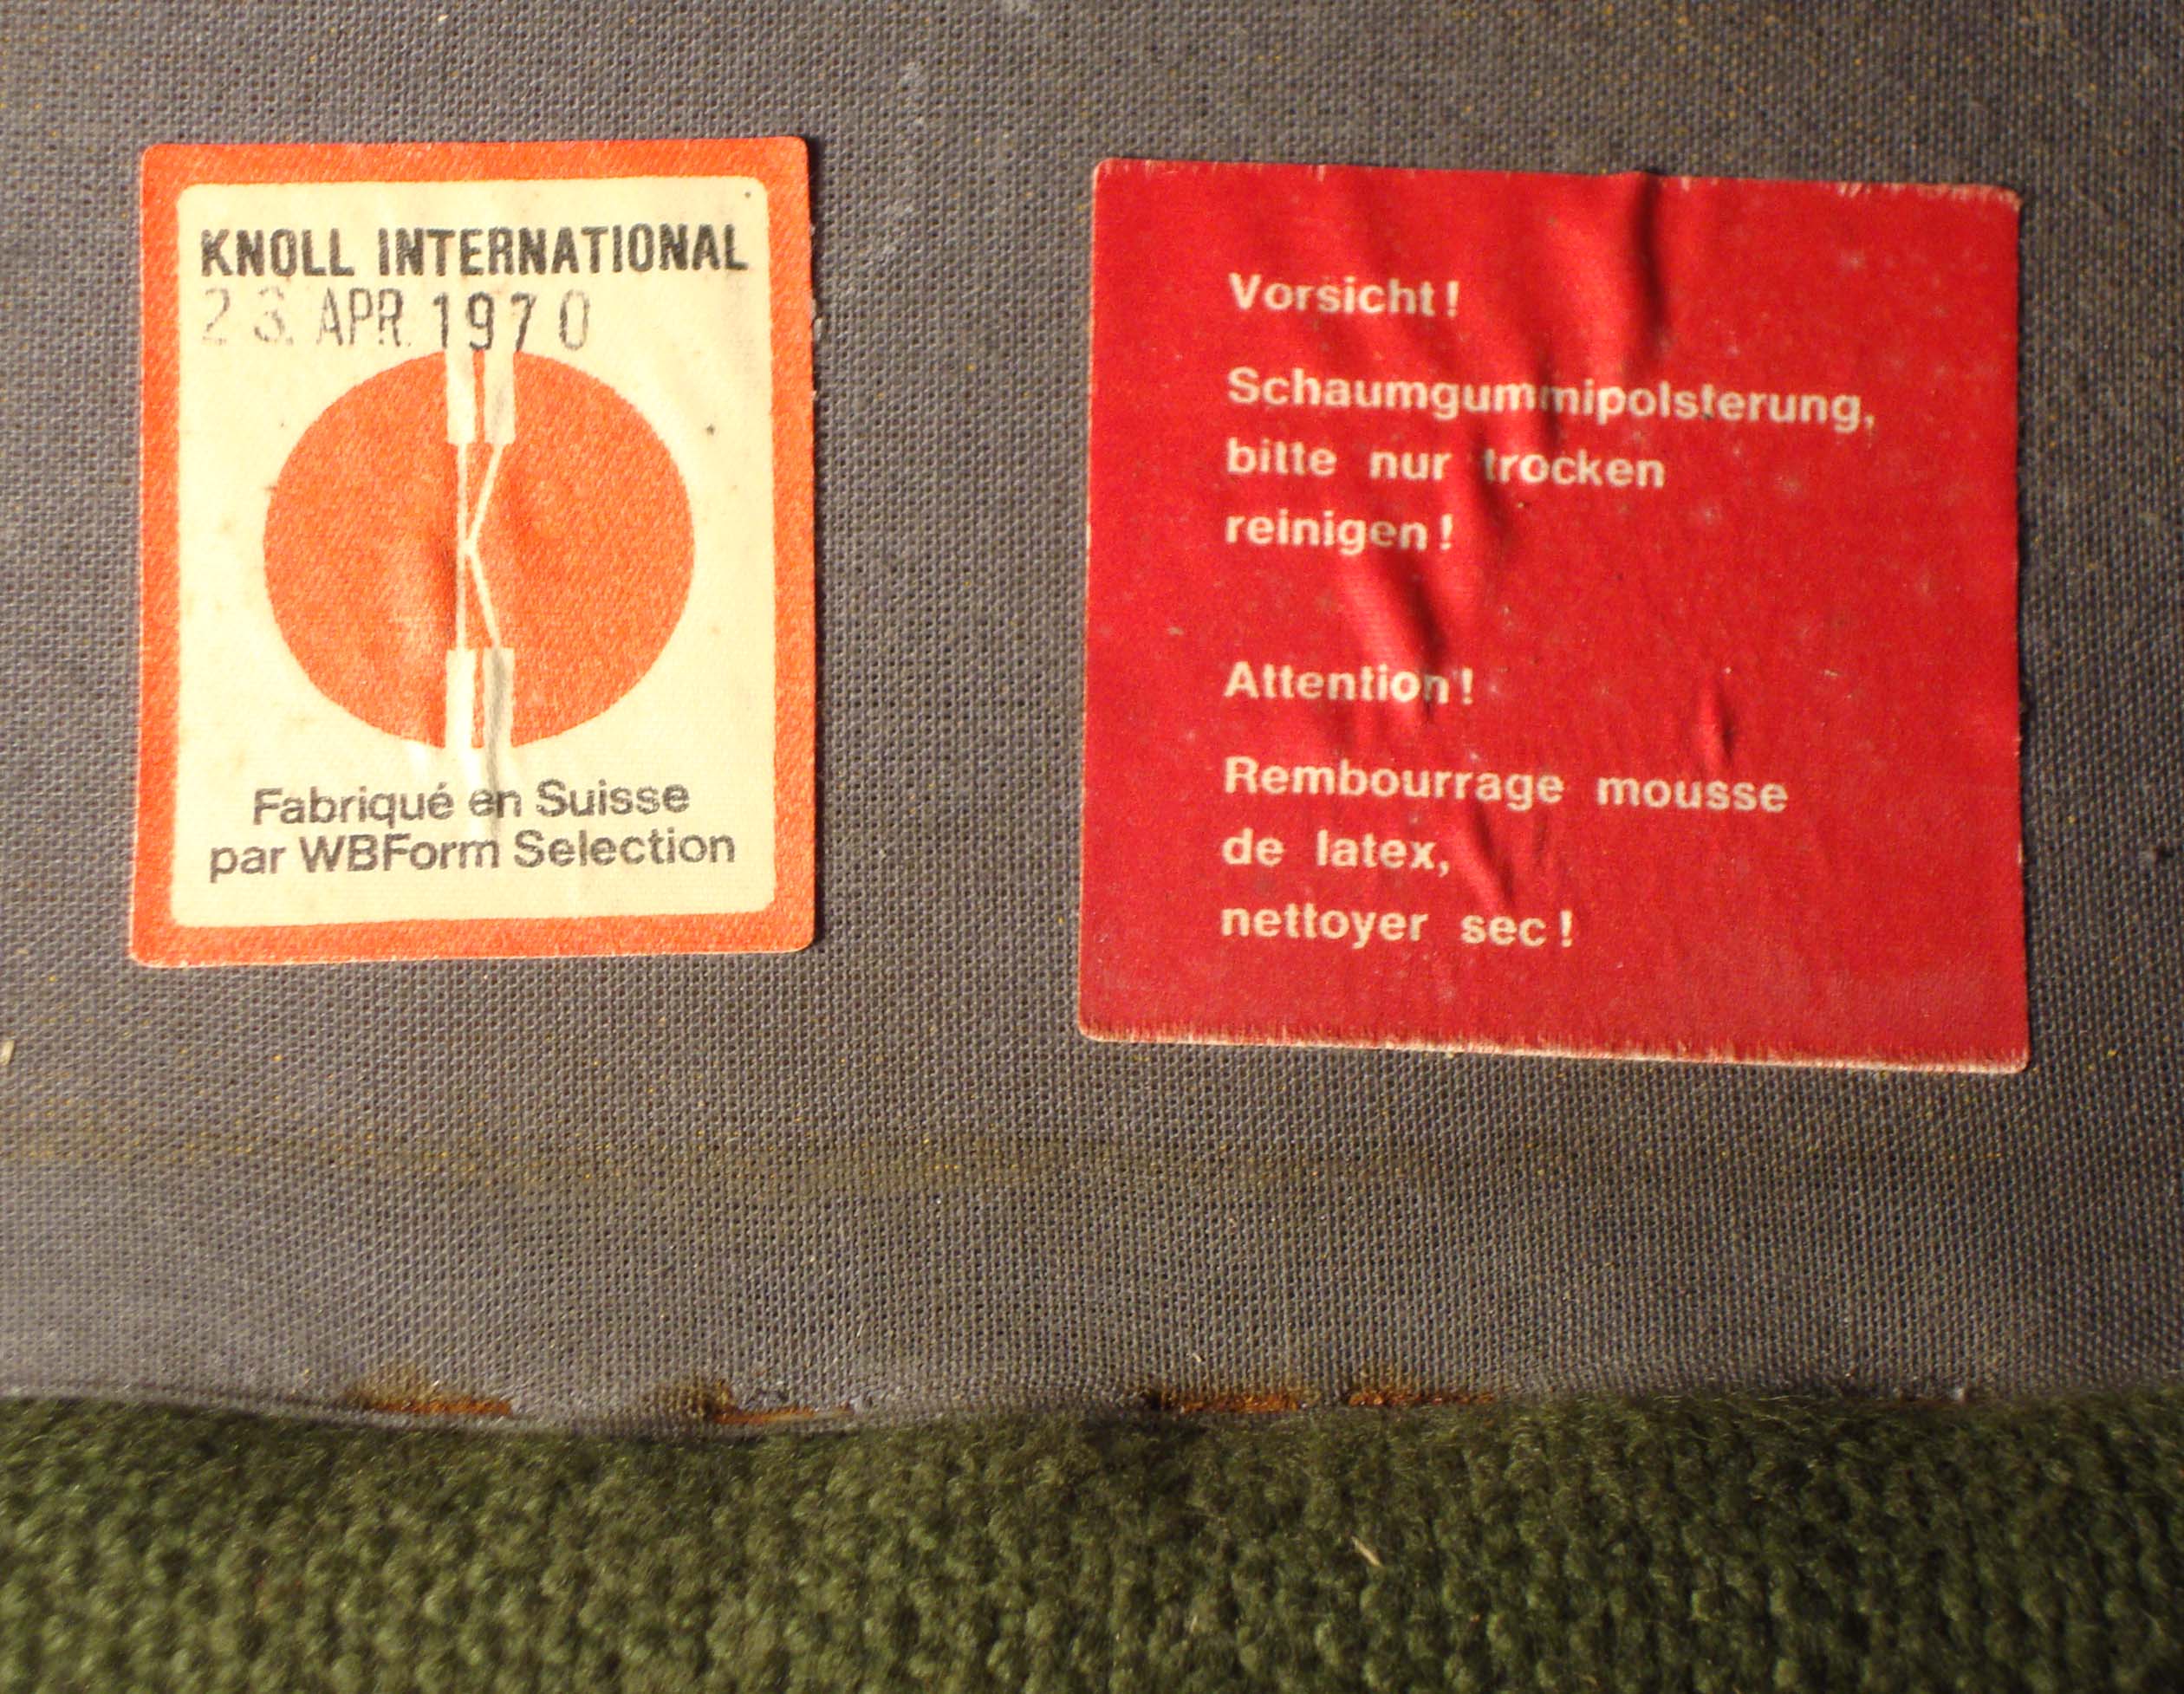 KNOLL INTERNATIONAL
23. APR. 1970
Fabriqué en Suisse
par WBForm Selection
Vorsicht!
Schaumgummipolsterung,
bitte nur trocken
reinigen!
Attention!
Rembourrage mousse
de latex,
nettoyer sec!